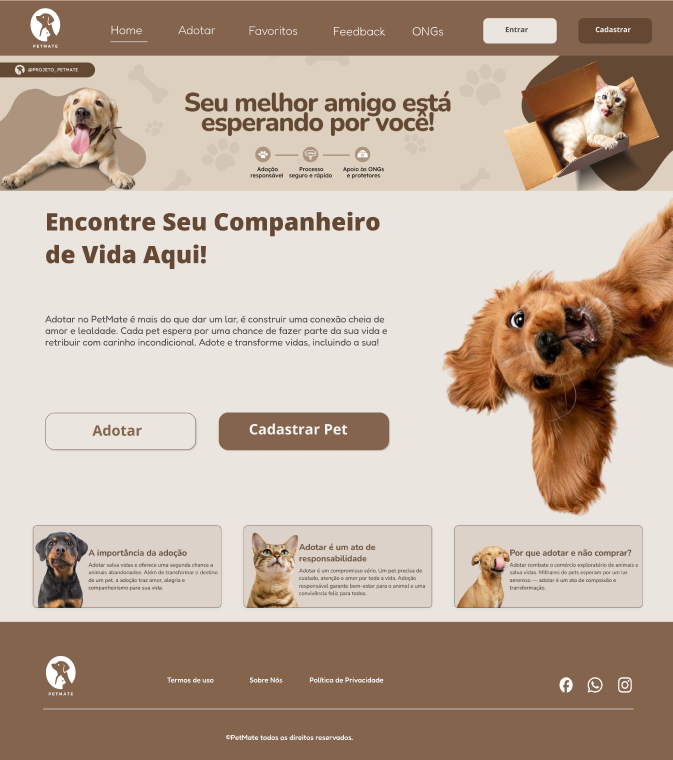 PETMATE
Home
Adotar
Favoritos
Feedback
ONGs
Entrar
Cadastrar
@PROJETO_PETMATE
Seu melhor amigo está
esperando por você!
Adoção
responsável
Processo
seguro e rápido
Apoio às ONGs
e protetores
Encontre Seu Companheiro
de Vida Aqui!
Adotar no PetMate é mais do que dar um lar, é construir uma conexão cheia de
amor e lealdade. Cada pet espera por uma chance de fazer parte da sua vida e
retribuir com carinho incondicional. Adote e transforme vidas, incluindo a sua!
Adotar
Cadastrar Pet
A importância da adoção
Adotar salva vidas e oferece uma segunda chance a
animais abandonados. Além de transformar o destino
de um pet, a adoção traz amor, alegria e
companheirismo para sua vida.
Adotar é um ato de
responsabilidade
Adotar é um compromisso sério. Um pet precisa de
cuidado, atenção e amor por toda a vida. Adoção
responsável garante bem-estar para o animal e uma
convivência feliz para todos.
Por que adotar e não comprar?
Adotar combate o comércio exploratório de animais e
salva vidas. Milhares de pets esperam por um lar
amoroso — adotar é um ato de compaixão e
transformação.
PETMATE
Termos de uso
Sobre Nós
Política de Privacidade
©PetMate todos os direitos reservados.